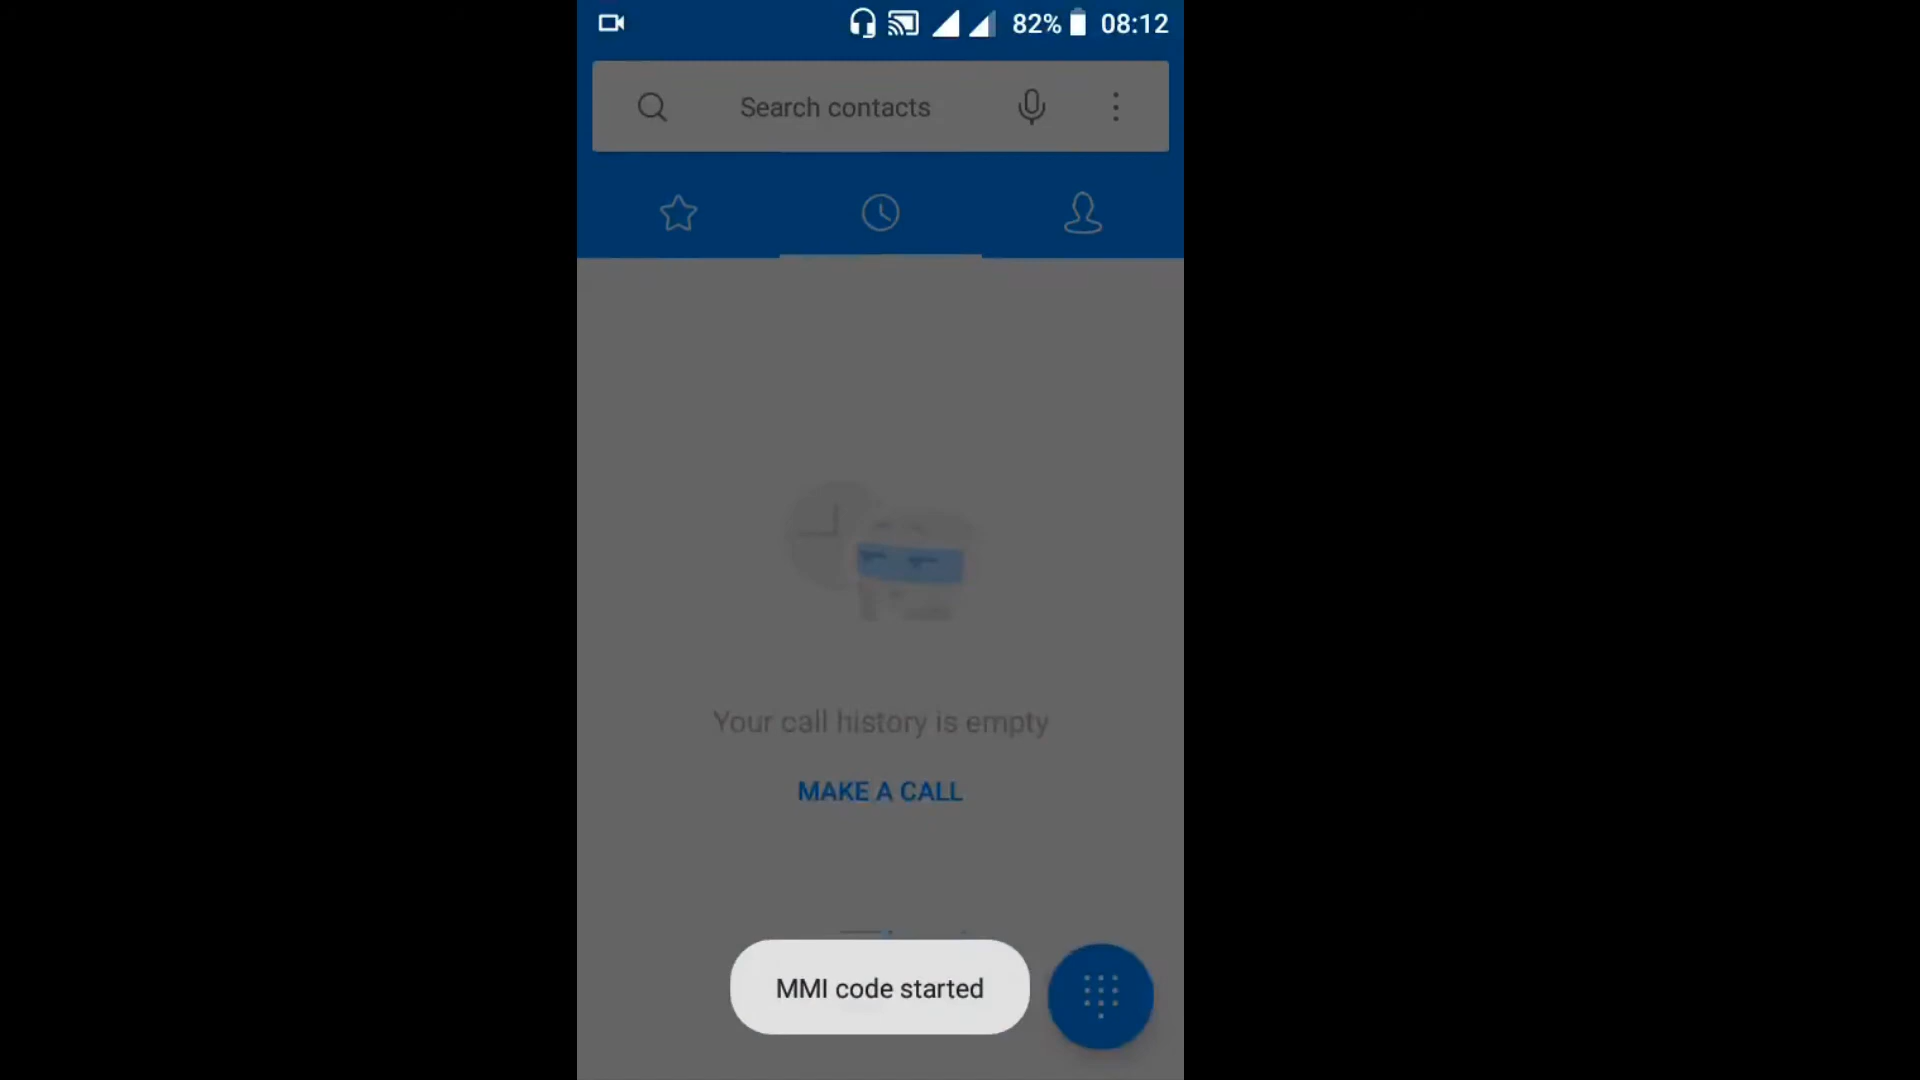 82% 08:12
Search contacts
Your call history is empty
MAKE A CALL
MMI code started